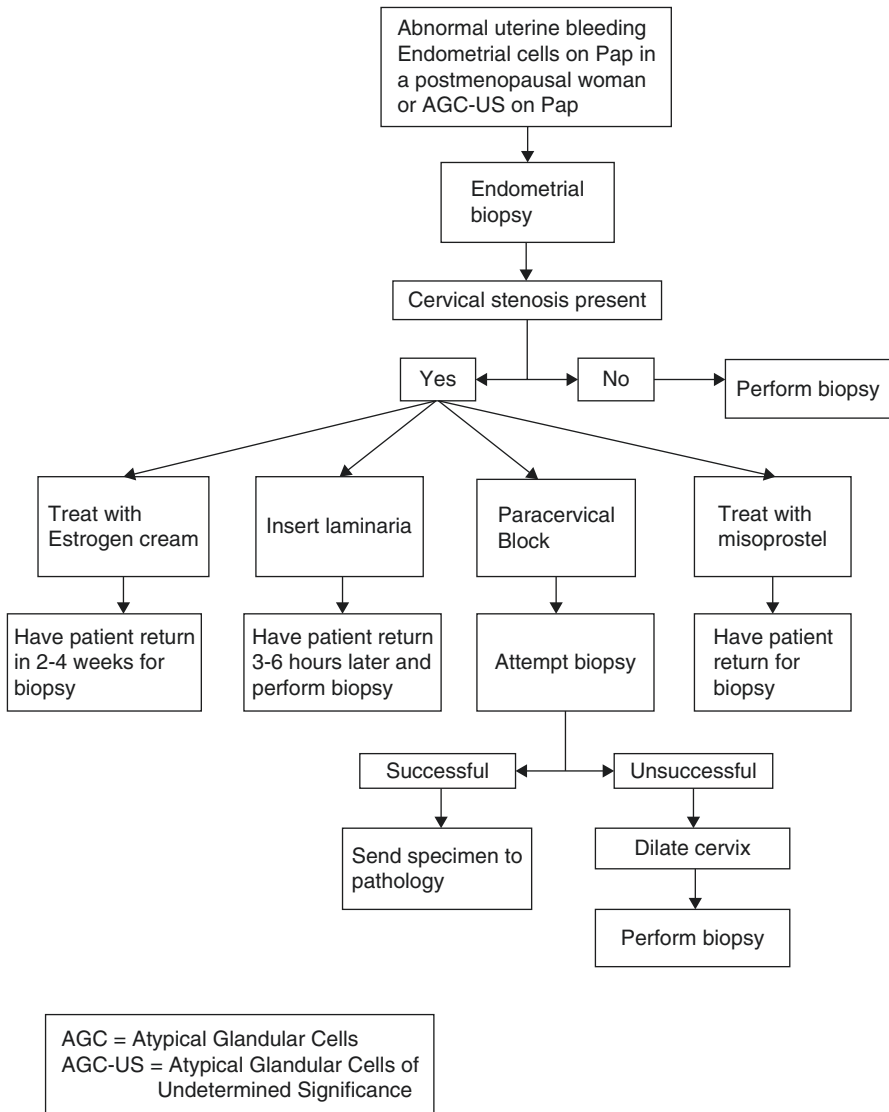 Abnormal uterine bleeding
Endometrial cells on Pap in
a postmenopausal woman
or AGC-US on Pap
Endometrial
biopsy
Cervical stenosis present
Yes
No
Perform biopsy
Treat with
Estrogen cream
Insert laminaria
Paracervical
Block
Treat with
misoprostel
Have patient return
in 2-4 weeks for
biopsy
Have patient return
3-6 hours later and
perform biopsy
Attempt biopsy
Have patient
return for
biopsy
Successful
Unsuccessful
Send specimen to
pathology
Dilate cervix
Perform biopsy
AGC = Atypical Glandular Cells
AGC-US = Atypical Glandular Cells of
Undetermined Significance